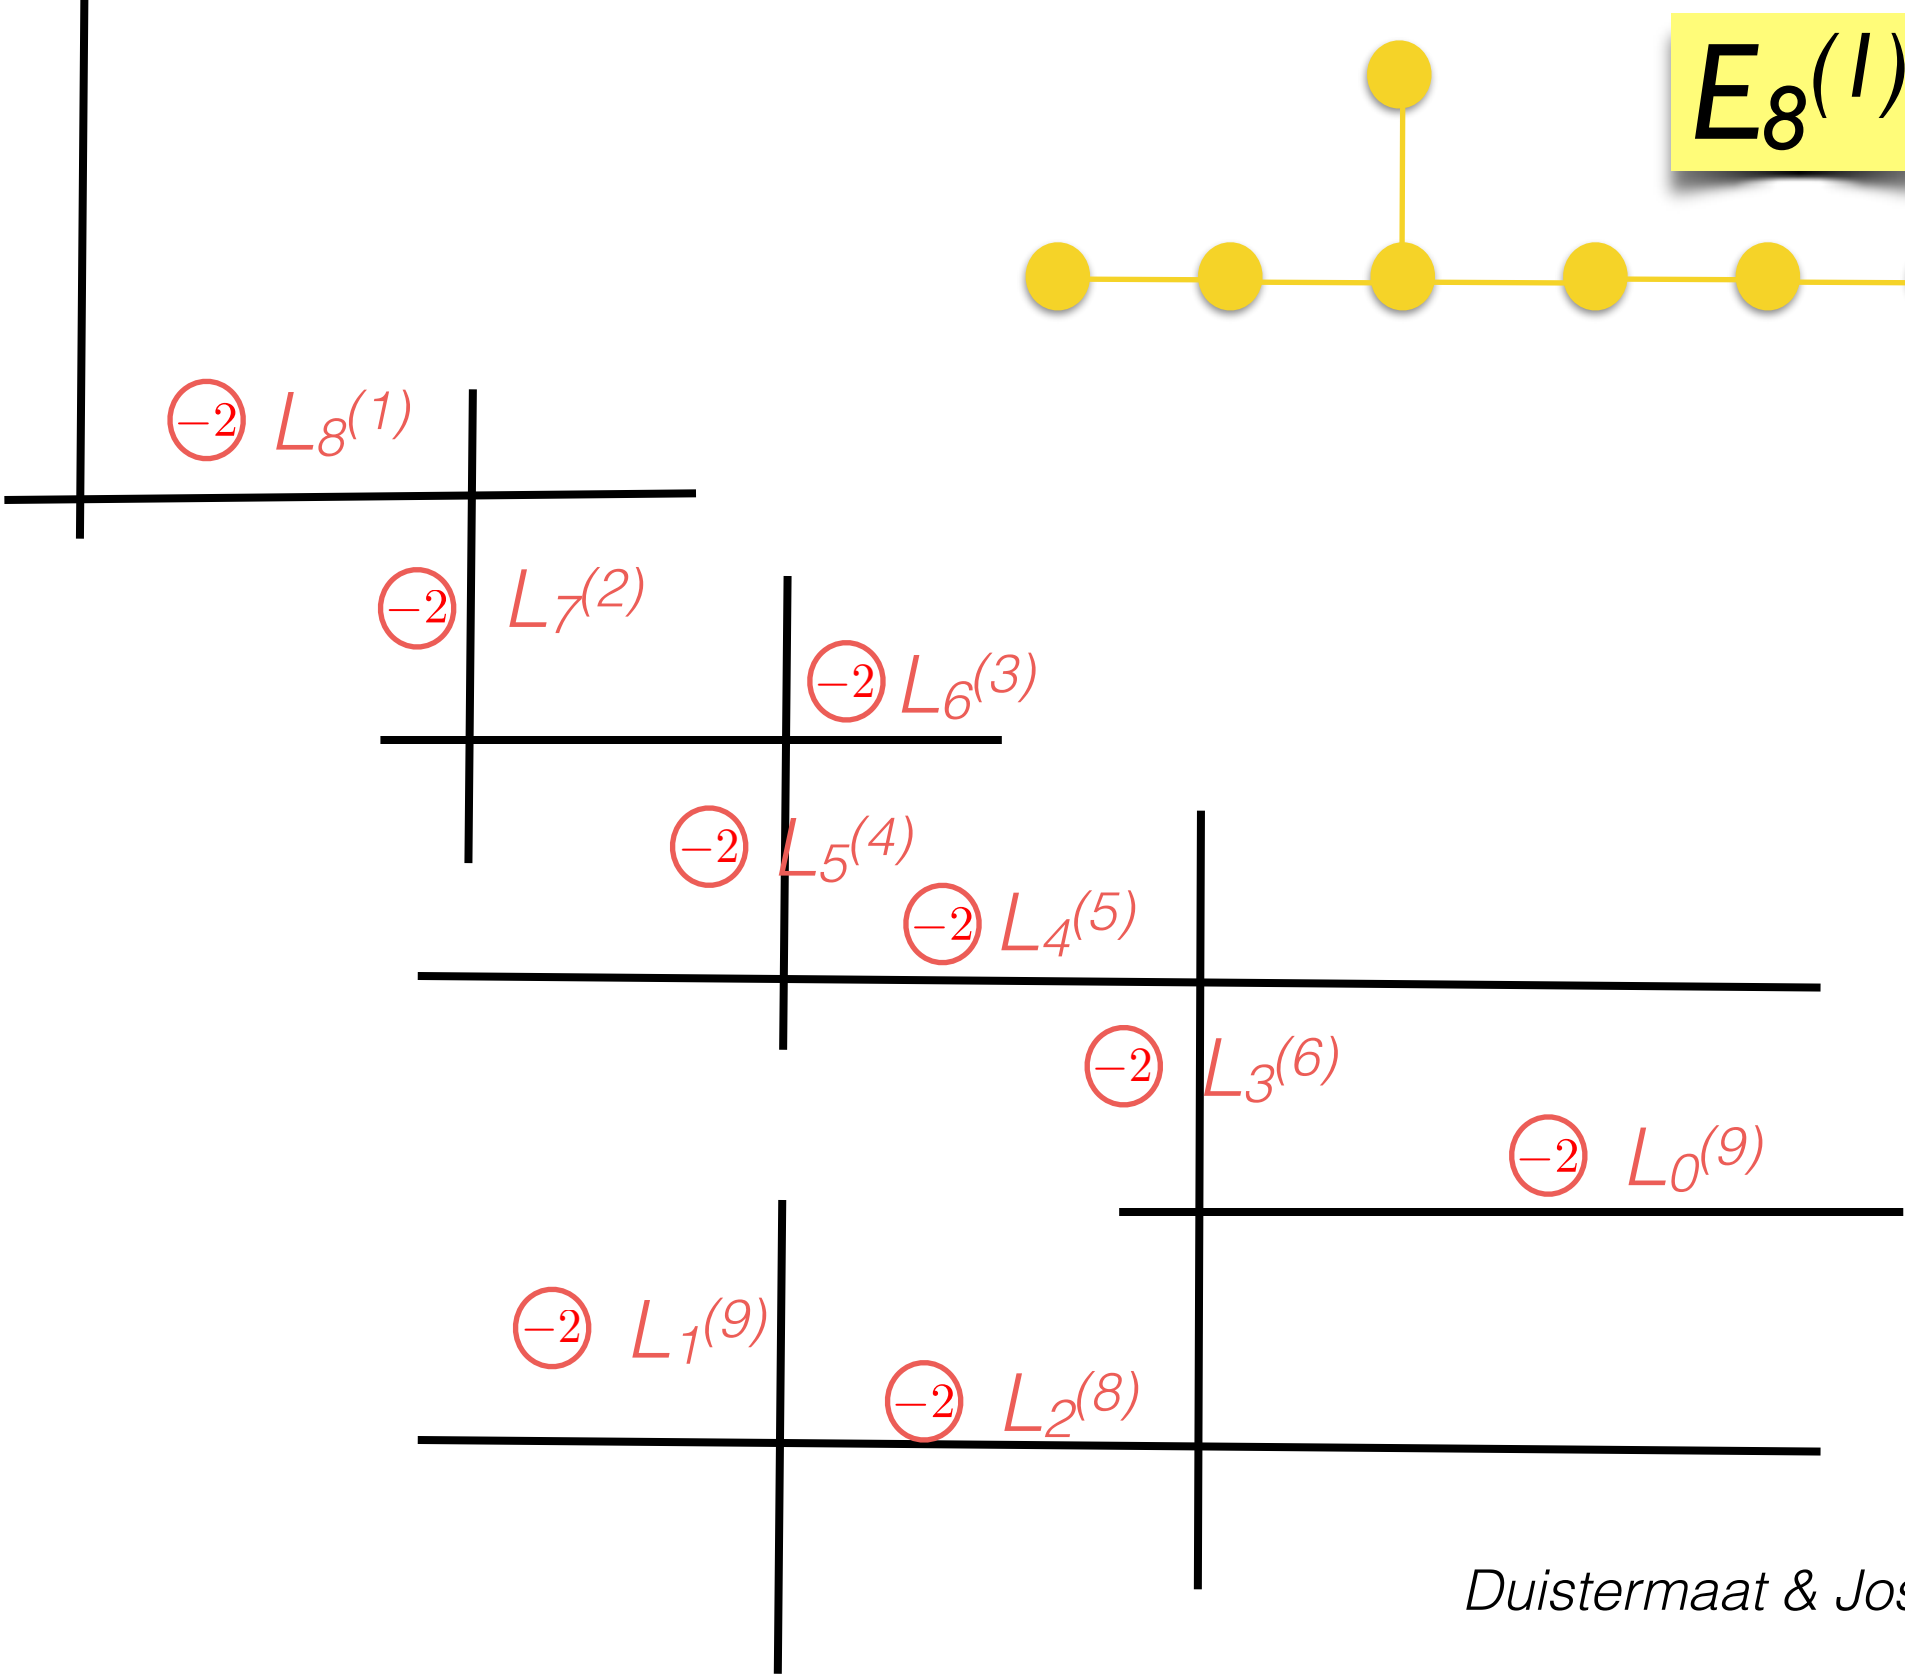 E₈⁽¹⁾
−2 L₈⁽¹⁾
−2 L₇⁽²⁾
−2 L₆⁽³⁾
−2 L₅⁽⁴⁾
−2 L₄⁽⁵⁾
−2 L₃⁽⁶⁾
−2 L₀⁽⁹⁾
−2 L₁⁽⁹⁾
−2 L₂⁽⁸⁾
Duistermaat &